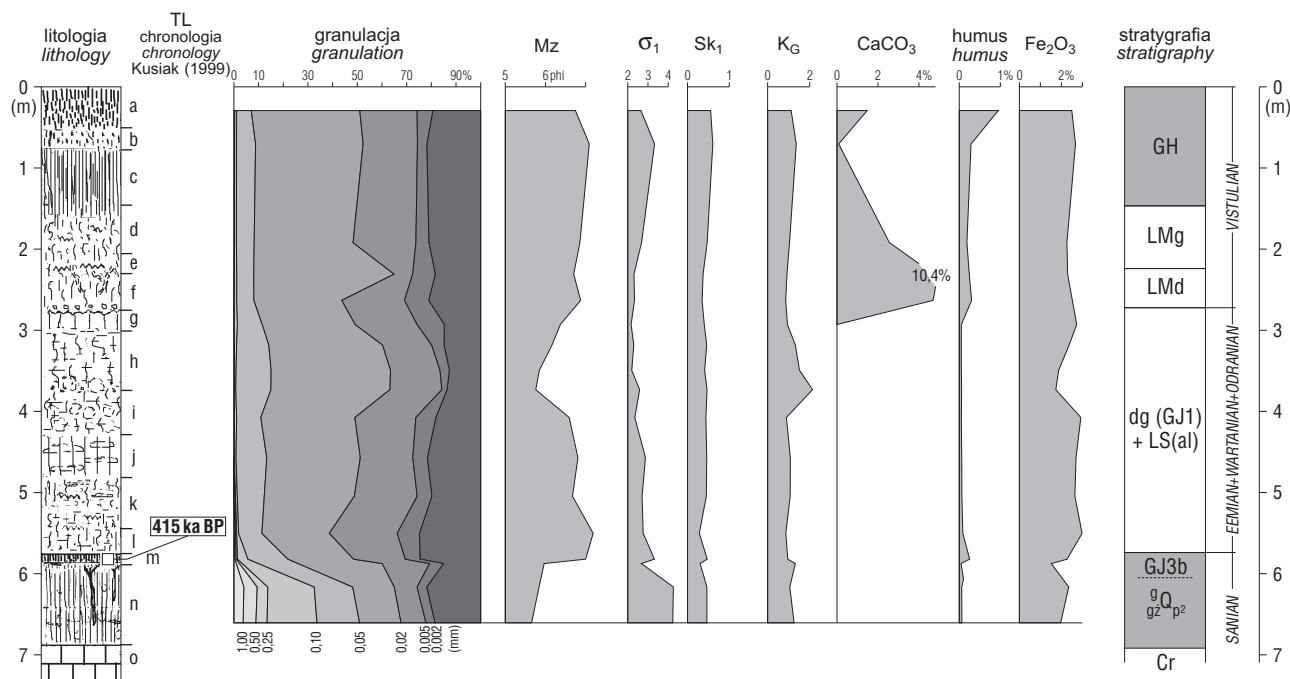 litologia
lithology
TL
chronologia
chronology
Kusiak (1999)
granulacja
granulation
Mz
σ1
Sk1
KG
CaCO3
humus
humus
Fe2O3
stratygrafia
stratigraphy
0 10 30 50 70 90%
5 6 phi
2 3 4
0 1
0 2
0 2 4%
0 1%
0 2%
0
(m)
1
2
3
4
5
6
7
a
b
c
d
e
f
g
h
i
j
k
l
m
n
o
415 ka BP
1,00
0,50
0,25
0,10
0,05
0,02
0,005
0,002
(mm)
10,4%
GH
LMg
LMd
dg (GJ1)
+ LS(al)
GJ3b
g
gż Qp2
Cr
VISTULIAN
EEMIAN+WARTANIAN+ODRANIAN
SANIAN
0
(m)
1
2
3
4
5
6
7